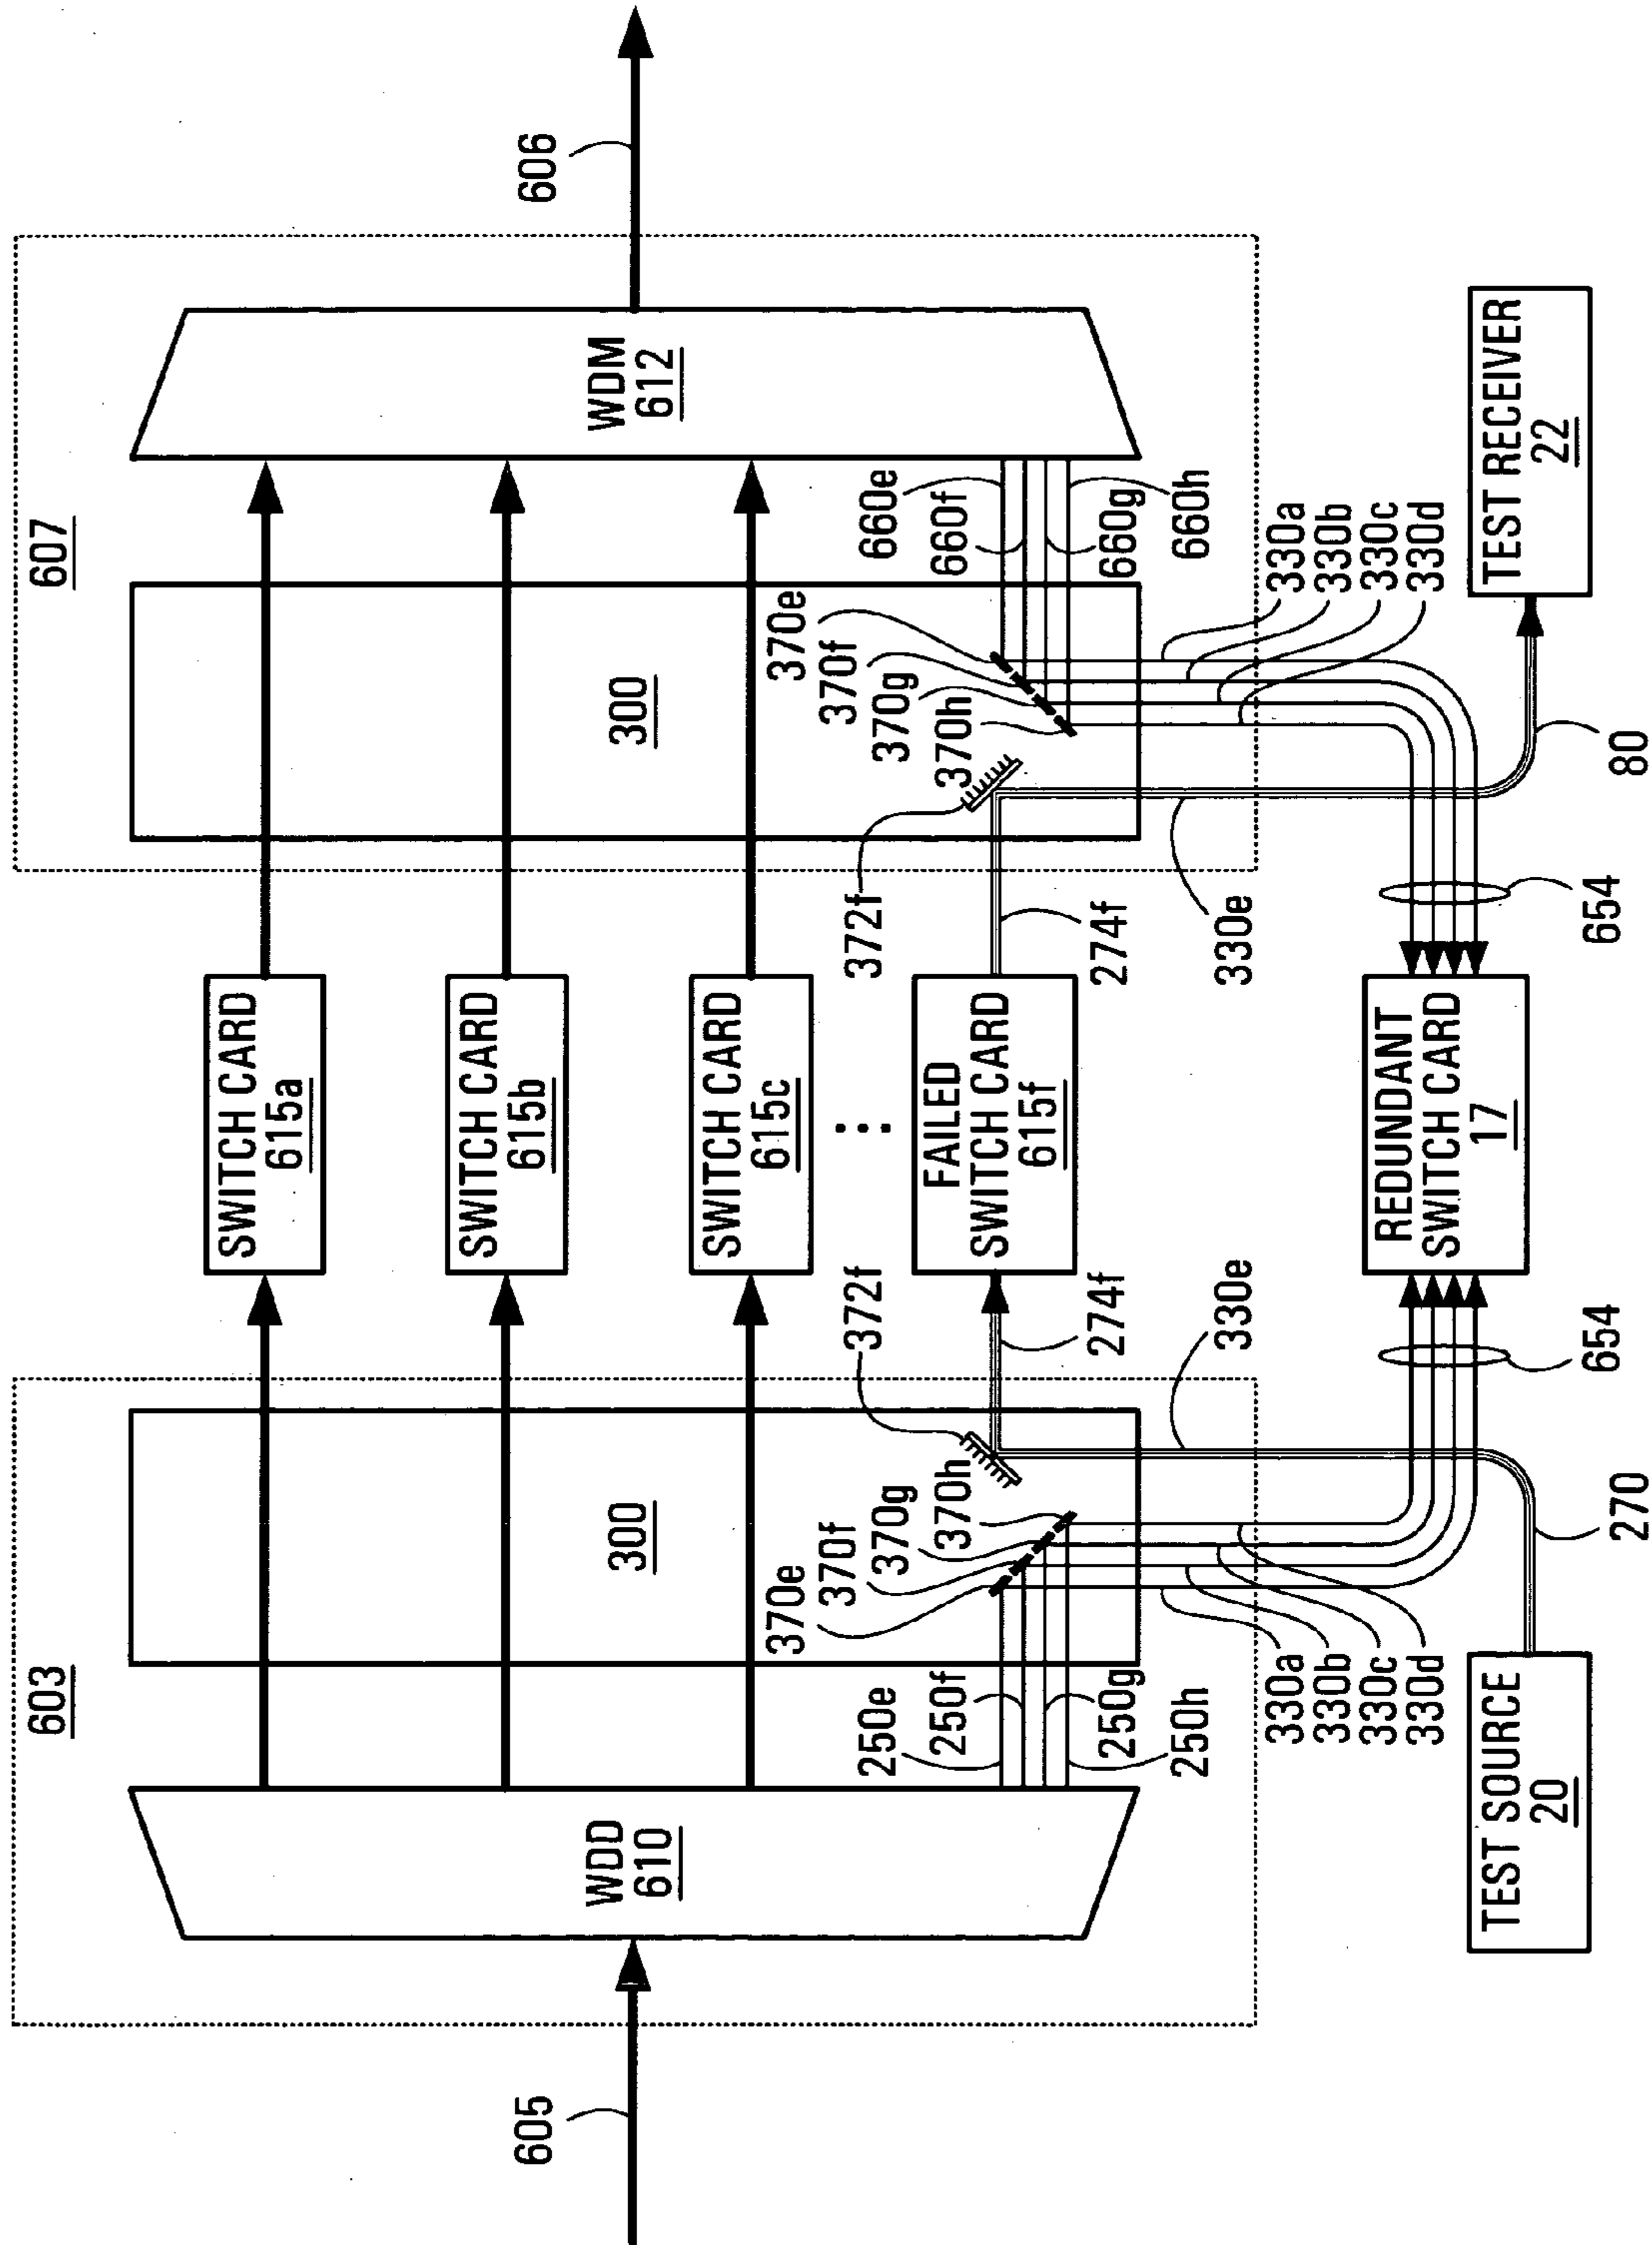 603
607
605
606
WDD
610
300
300
WDM
612
SWITCH CARD
615a
SWITCH CARD
615b
SWITCH CARD
615c
FAILED
SWITCH CARD
615f
REDUNDANT
SWITCH CARD
17
250e
250f
250g
250h
370e
370f
370g
370h
372f
274f
274f
372f
370e
370f
370g
370h
660e
660f
660g
660h
330a
330b
330c
330d
330e
330e
330a
330b
330c
330d
654
654
TEST SOURCE
20
270
80
TEST RECEIVER
22